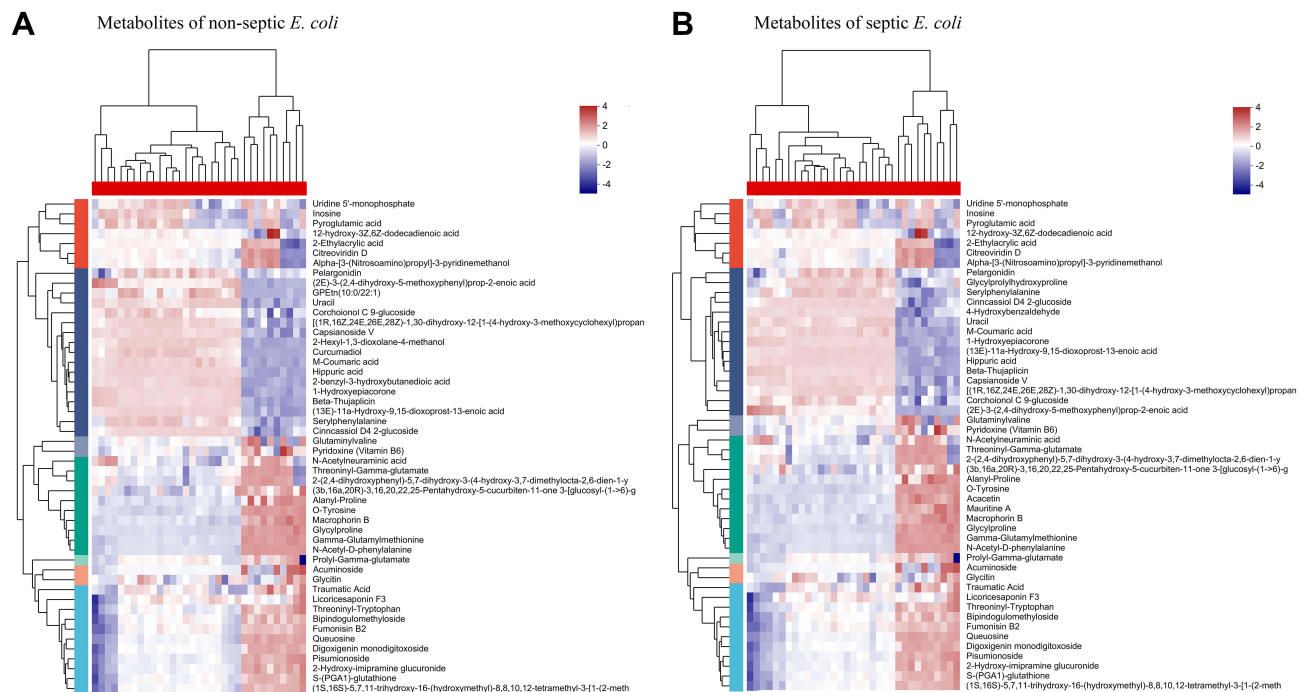 A
Metabolites of non-septic E. coli
4
2
0
-2
-4
Uridine 5'-monophosphate
Inosine
Pyroglutamic acid
12-hydroxy-3Z,6Z-dodecadienoic acid
2-Ethylacrylic acid
Citreoviridin D
Alpha-[3-(Nitrosoamino)propyl]-3-pyridinemethanol
Pelargonidin
(2E)-3-(2,4-dihydroxy-5-methoxyphenyl)prop-2-enoic acid
GPEtn(10:0/22:1)
Uracil
Corchoionol C 9-glucoside
[(1R,16Z,24E,26E,28Z)-1,30-dihydroxy-12-[1-(4-hydroxy-3-methoxycyclohexyl)propan
Capsianoside V
2-Hexyl-1,3-dioxolane-4-methanol
Curcumadiol
M-Coumaric acid
Hippuric acid
2-benzyl-3-hydroxybutanedioic acid
1-Hydroxyepiacorone
Beta-Thujaplicin
(13E)-11a-Hydroxy-9,15-dioxoprost-13-enoic acid
Serylphenylalanine
Cinncassiol D4 2-glucoside
Glutaminylvaline
Pyridoxine (Vitamin B6)
N-Acetylneuraminic acid
Threoninyl-Gamma-glutamate
2-(2,4-dihydroxyphenyl)-5,7-dihydroxy-3-(4-hydroxy-3,7-dimethylocta-2,6-dien-1-y
(3b,16a,20R)-3,16,20,22,25-Pentahydroxy-5-cucurbiten-11-one 3-[glucosyl-(1->6)-g
Alanyl-Proline
O-Tyrosine
Macrophorin B
Glycylproline
Gamma-Glutamylmethionine
N-Acetyl-D-phenylalanine
Prolyl-Gamma-glutamate
Acuminoside
Glycitin
Traumatic Acid
Licoricesaponin F3
Threoninyl-Tryptophan
Bipindogulomethyloside
Fumonisin B2
Queuosine
Digoxigenin monodigitoxoside
Pisumionoside
2-Hydroxy-imipramine glucuronide
S-(PGA1)-glutathione
(1S,16S)-5,7,11-trihydroxy-16-(hydroxymethyl)-8,8,10,12-tetramethyl-3-[1-(2-meth
B
Metabolites of septic E. coli
4
2
0
-2
-4
Uridine 5'-monophosphate
Inosine
Pyroglutamic acid
12-hydroxy-3Z,6Z-dodecadienoic acid
2-Ethylacrylic acid
Citreoviridin D
Alpha-[3-(Nitrosoamino)propyl]-3-pyridinemethanol
Pelargonidin
Glycylprolylhydroxyproline
Serylphenylalanine
Cinncassiol D4 2-glucoside
4-Hydroxybenzaldehyde
Uracil
M-Coumaric acid
1-Hydroxyepiacorone
(13E)-11a-Hydroxy-9,15-dioxoprost-13-enoic acid
Hippuric acid
Beta-Thujaplicin
Capsianoside V
[(1R,16Z,24E,26E,28Z)-1,30-dihydroxy-12-[1-(4-hydroxy-3-methoxycyclohexyl)propan
Corchoionol C 9-glucoside
(2E)-3-(2,4-dihydroxy-5-methoxyphenyl)prop-2-enoic acid
Glutaminylvaline
Pyridoxine (Vitamin B6)
N-Acetylneuraminic acid
Threoninyl-Gamma-glutamate
2-(2,4-dihydroxyphenyl)-5,7-dihydroxy-3-(4-hydroxy-3,7-dimethylocta-2,6-dien-1-y
(3b,16a,20R)-3,16,20,22,25-Pentahydroxy-5-cucurbiten-11-one 3-[glucosyl-(1->6)-g
Alanyl-Proline
O-Tyrosine
Acacetin
Mauritine A
Macrophorin B
Glycylproline
Gamma-Glutamylmethionine
N-Acetyl-D-phenylalanine
Prolyl-Gamma-glutamate
Acuminoside
Glycitin
Traumatic Acid
Licoricesaponin F3
Threoninyl-Tryptophan
Bipindogulomethyloside
Fumonisin B2
Queuosine
Digoxigenin monodigitoxoside
Pisumionoside
2-Hydroxy-imipramine glucuronide
S-(PGA1)-glutathione
(1S,16S)-5,7,11-trihydroxy-16-(hydroxymethyl)-8,8,10,12-tetramethyl-3-[1-(2-meth